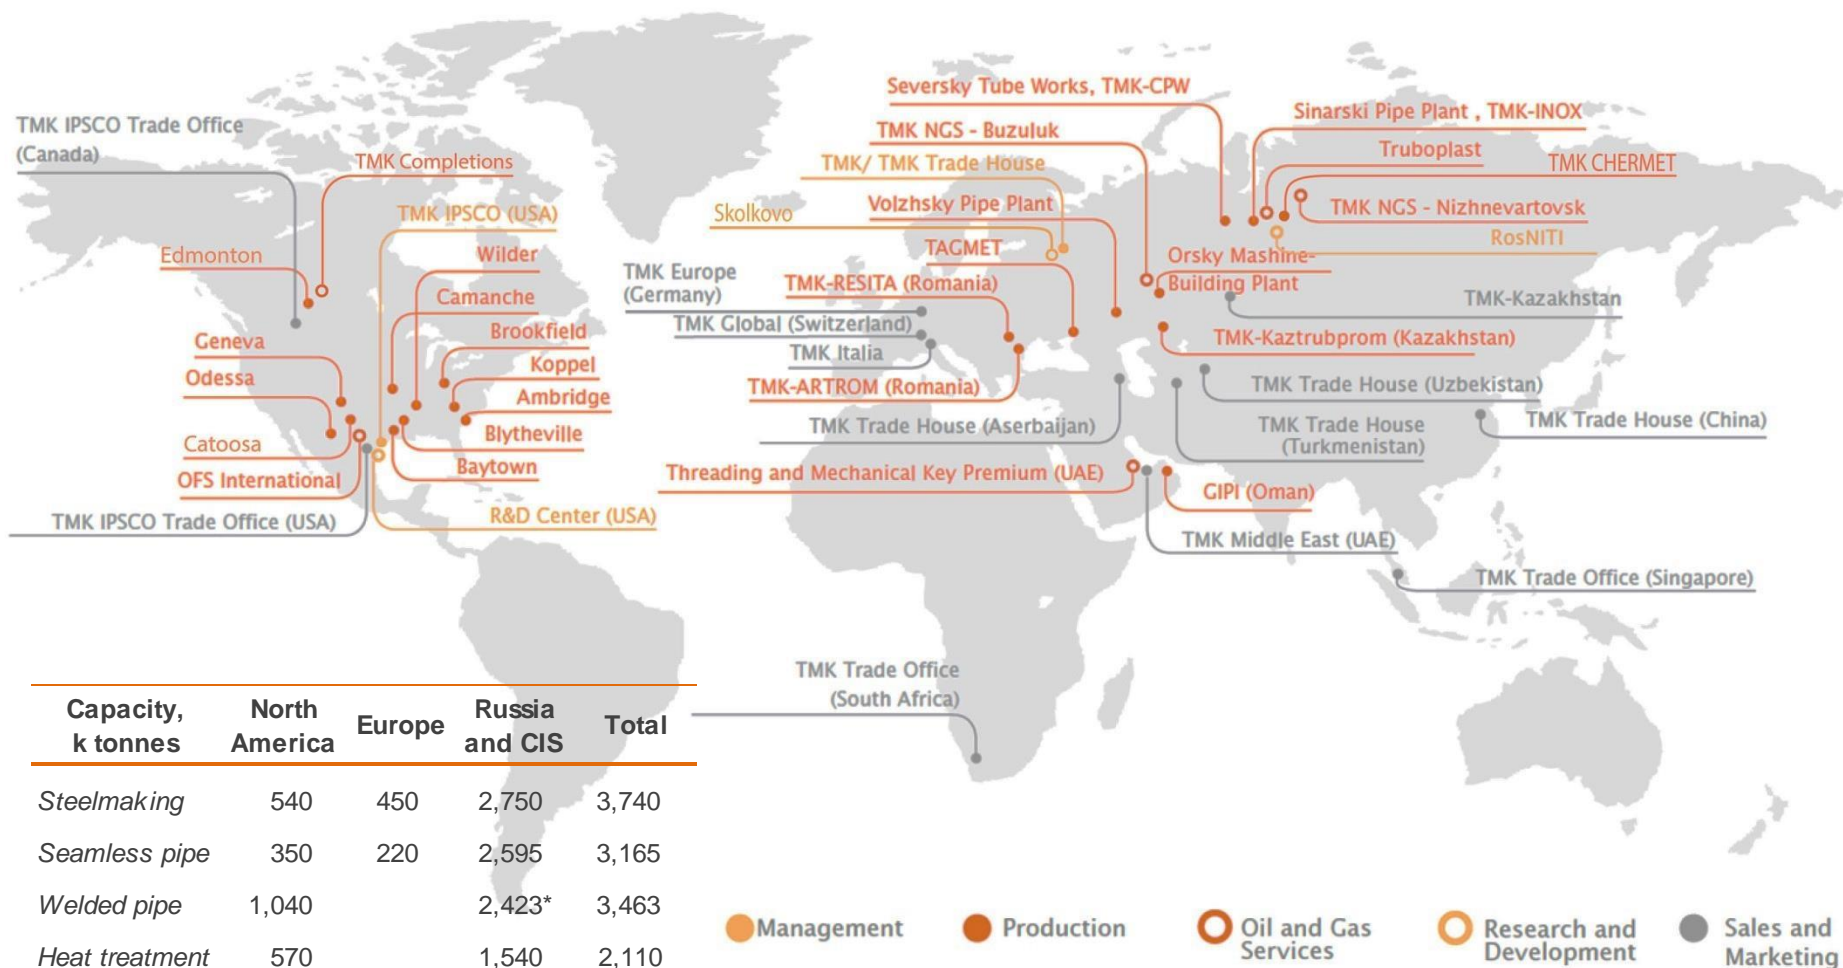 TMK IPSCO Trade Office
(Canada)
TMK Completions
TMK IPSCO (USA)
Edmonton
Wilder
Camanche
Geneva
Brookfield
Koppel
Odessa
Ambridge
Catoosa
Blytheville
Baytown
OFS International
TMK IPSCO Trade Office (USA)
R&D Center (USA)
Seversky Tube Works, TMK-CPW
Sinarski Pipe Plant , TMK-INOX
TMK NGS - Buzuluk
Truboplast
TMK/ TMK Trade House
TMK CHERMET
Volzhsky Pipe Plant
TMK NGS - Nizhnevartovsk
Skolkovo
RosNITI
TAGMET
Orsky Mashine-
Building Plant
TMK Europe
(Germany)
TMK-RESITA (Romania)
TMK-Kazakhstan
TMK Global (Switzerland)
TMK-Kaztrubprom (Kazakhstan)
TMK Italia
TMK-ARTROM (Romania)
TMK Trade House (Uzbekistan)
TMK Trade House (Aserbaijan)
TMK Trade House
(Turkmenistan)
TMK Trade House (China)
Threading and Mechanical Key Premium (UAE)
GIPI (Oman)
TMK Middle East (UAE)
TMK Trade Office (Singapore)
TMK Trade Office
(South Africa)
Capacity, k tonnes North America Europe Russia and CIS Total
Steelmaking 540 450 2,750 3,740
Seamless pipe 350 220 2,595 3,165
Welded pipe 1,040 2,423* 3,463
Heat treatment 570 1,540 2,110
Management
Production
Oil and Gas
Services
Research and
Development
Sales and
Marketing